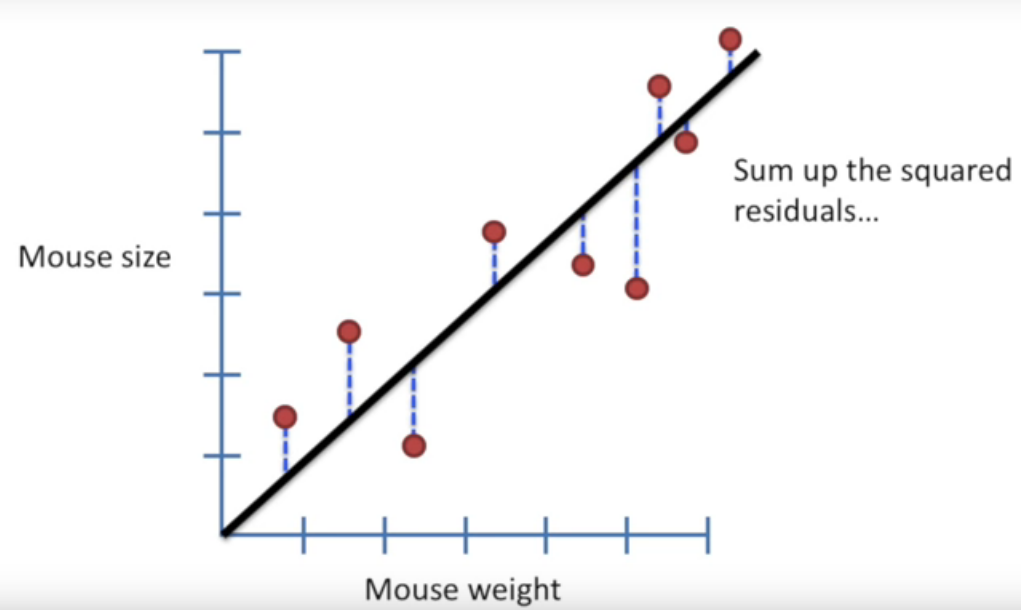 Sum up the squared
residuals...
Mouse size
Mouse weight